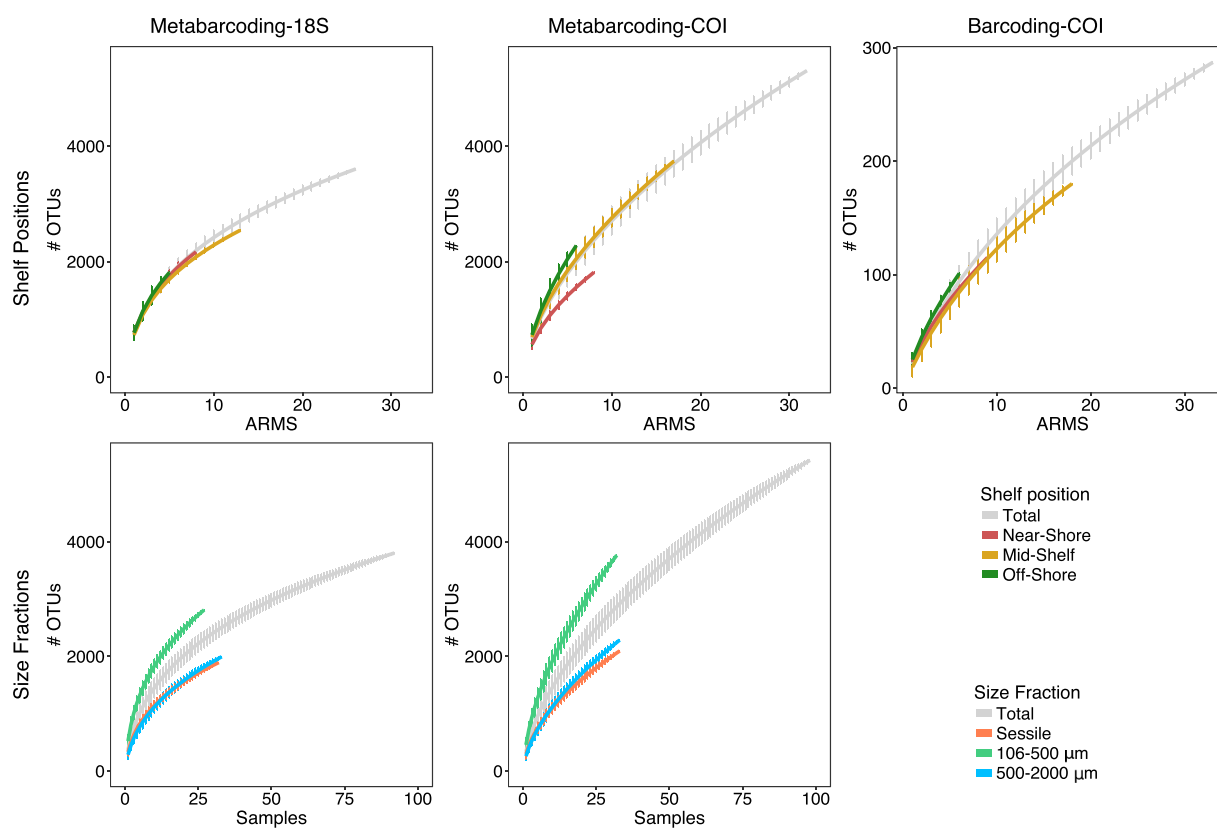 Metabarcoding-18S
Metabarcoding-COI
Barcoding-COI
Shelf Positions
# OTUs
4000
2000
0
0
10
20
30
ARMS
# OTUs
4000
2000
0
0
10
20
30
ARMS
# OTUs
300
200
100
0
0
10
20
30
ARMS
Size Fractions
# OTUs
4000
2000
0
0
25
50
75
100
Samples
# OTUs
4000
2000
0
0
25
50
75
100
Samples
Shelf position
Total
Near-Shore
Mid-Shelf
Off-Shore
Size Fraction
Total
Sessile
106-500 μm
500-2000 μm